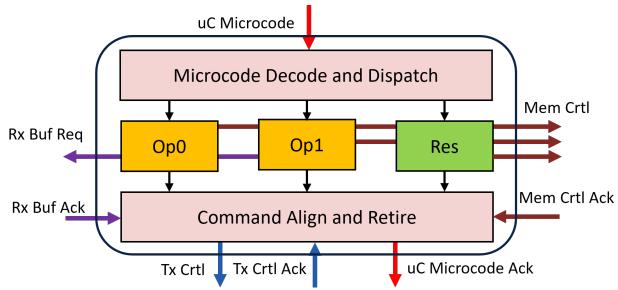 uC Microcode
Microcode Decode and Dispatch
Mem Crtl
Rx Buf Req
Op0
Op1
Res
Rx Buf Ack
Command Align and Retire
Mem Crtl Ack
Tx Crtl
Tx Crtl Ack
uC Microcode Ack